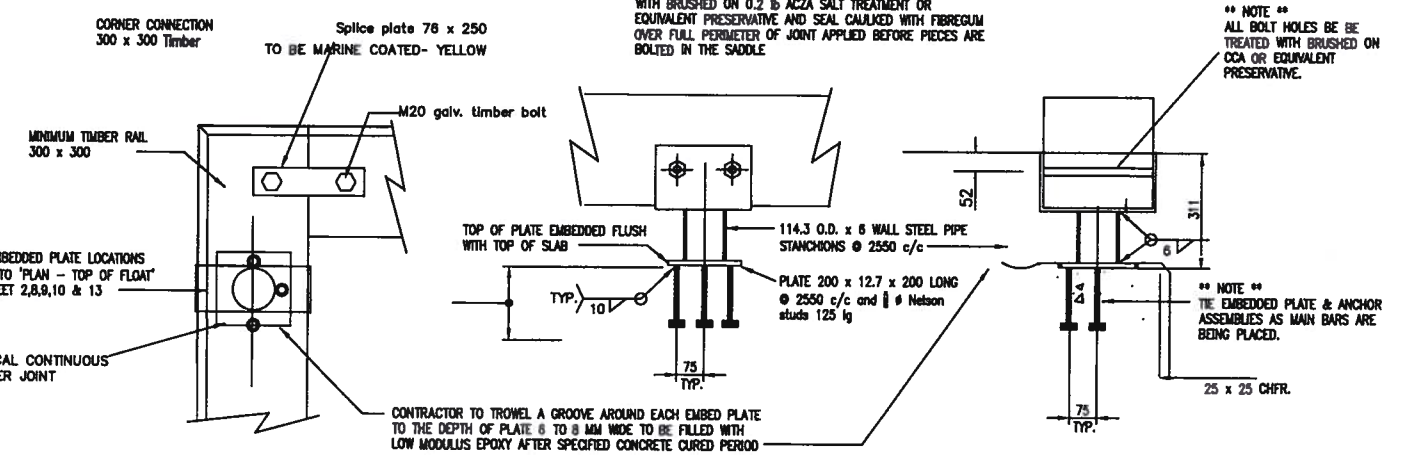 CORNER CONNECTION
300 x 300 Timber
Splice plate 76 x 250
TO BE MARINE COATED- YELLOW
M20 galv. timber bolt
MINIMUM TIMBER RAIL
300 x 300
BEDDED PLATE LOCATIONS
TO 'PLAN - TOP OF FLOAT'
EET 2,8,9,10 & 13
CAL CONTINUOUS
ER JOINT
WITH BRUSHED ON 0.2 lb ACZA SALT TREATMENT OR
EQUIVALENT PRESERVATIVE AND SEAL CAULKED WITH FIBREGUM
OVER FULL PERIMETER OF JOINT APPLIED BEFORE PIECES ARE
BOLTED IN THE SADDLE
TOP OF PLATE EMBEDDED FLUSH
WITH TOP OF SLAB
TYP.
10
75
TYP.
114.3 O.D. x 6 WALL STEEL PIPE
STANCHIONS @ 2550 c/c
PLATE 200 x 12.7 x 200 LONG
@ 2550 c/c and ø Nelson
studs 125 lg
CONTRACTOR TO TROWEL A GROOVE AROUND EACH EMBED PLATE
TO THE DEPTH OF PLATE 6 TO 8 MM WIDE TO BE FILLED WITH
LOW MODULUS EPOXY AFTER SPECIFIED CONCRETE CURED PERIOD
** NOTE **
ALL BOLT HOLES BE BE
TREATED WITH BRUSHED ON
CCA OR EQUIVALENT
PRESERVATIVE.
52
311
6
** NOTE **
TIE EMBEDDED PLATE & ANCHOR
ASSEMBLIES AS MAIN BARS ARE
BEING PLACED.
25 x 25 CHFR.
75
TYP.